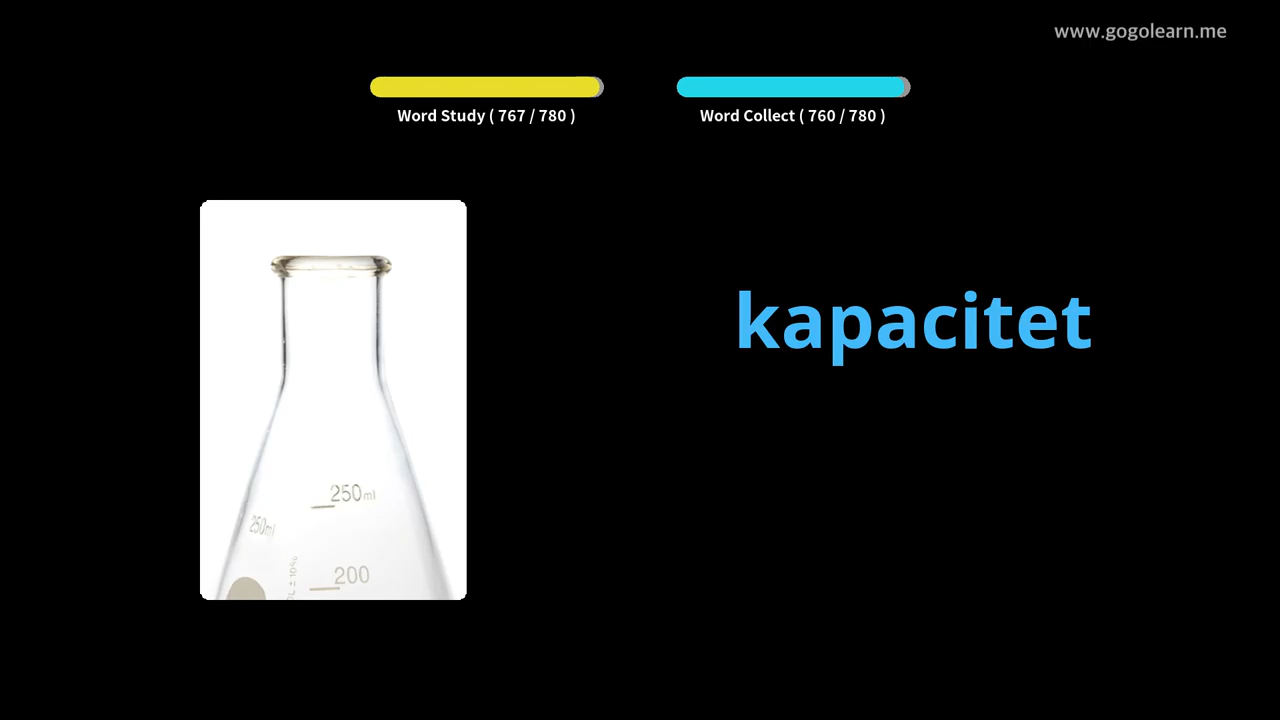 www.gogolearn.me
Word Study ( 767 / 780 )
Word Collect ( 760 / 780 )
kapacitet
250ml
250ml
200